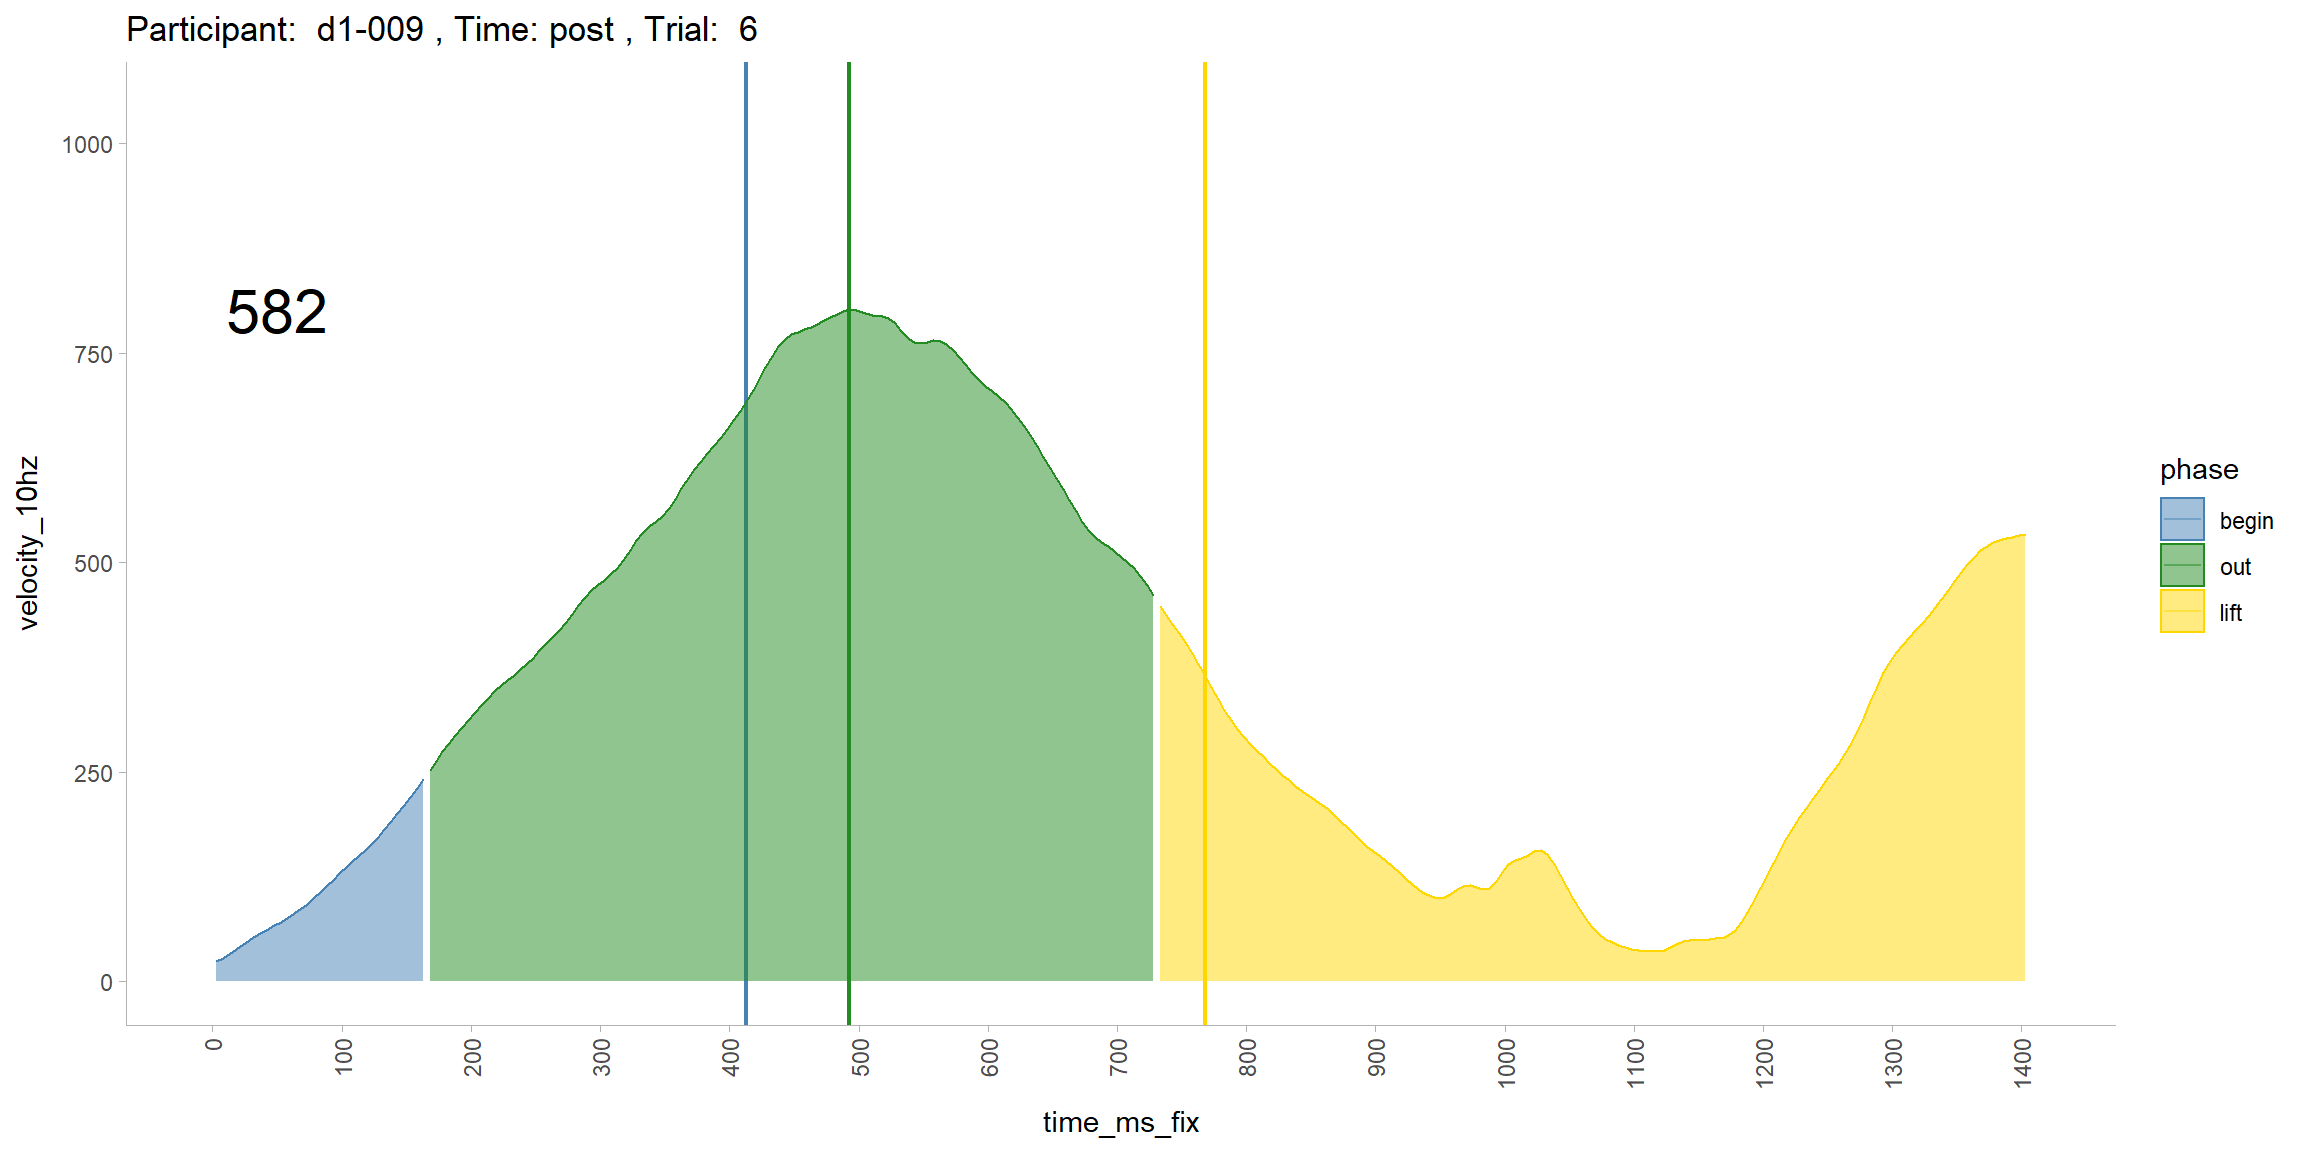 Participant:  d1-009 , Time: post , Trial:  6
1000
582
750
velocity_10hz
500
250
0
phase
begin
out
lift
0 100 200 300 400 500 600 700 800 900 1000 1100 1200 1300 1400
time_ms_fix